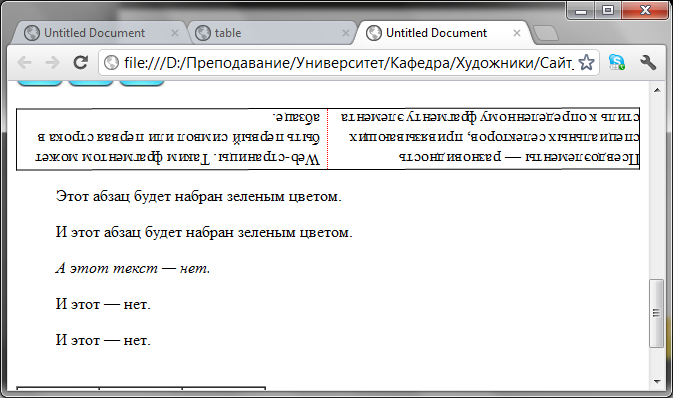 Untitled Document
table
Untitled Document
file:///D:/Преподавание/Университет/Кафедра/Художники/Сайт_
Псевдоэлементы — разновидность
специальных селекторов, привязывающих
стиль к определенному фрагменту элемента
Web-страницы. Таким фрагментом может
быть первый символ или первая строка в
абзаце.
Этот абзац будет набран зеленым цветом.
И этот абзац будет набран зеленым цветом.
А этот текст — нет.
И этот — нет.
И этот — нет.